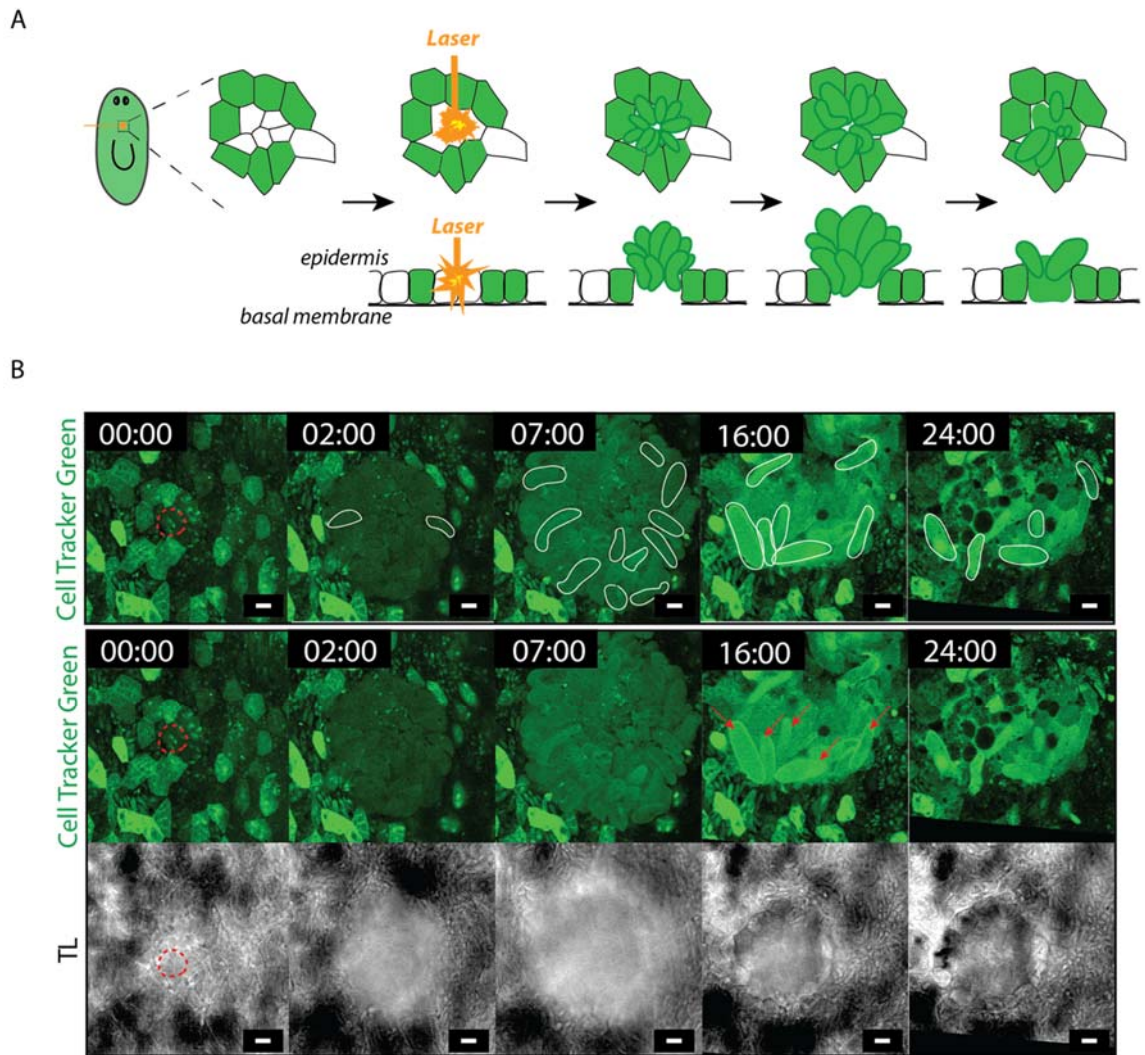 A
Laser
Laser
epidermis
basal membrane
B
Cell Tracker Green
00:00
02:00
07:00
16:00
24:00
Cell Tracker Green
00:00
02:00
07:00
16:00
24:00
TL